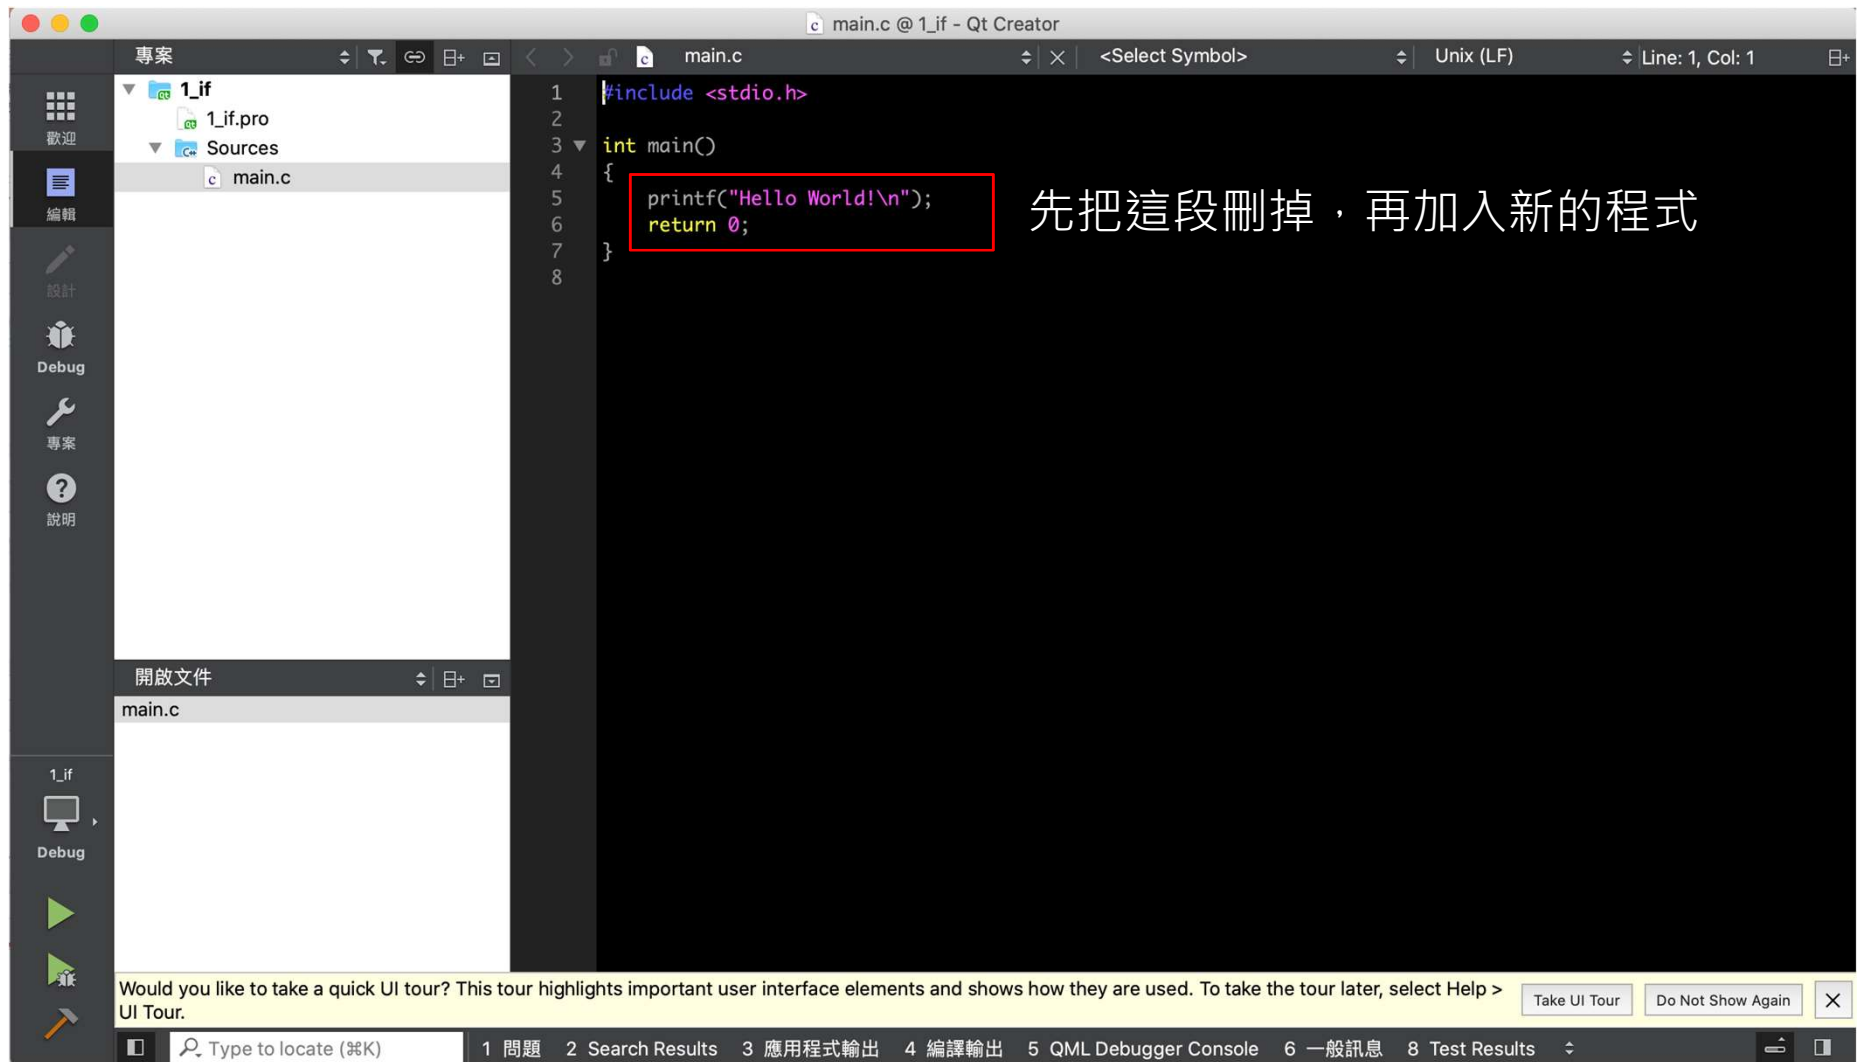 main.c @ 1_if - Qt Creator
專案
main.c
<Select Symbol>
Unix (LF)
Line: 1, Col: 1
歡迎
編輯
設計
Debug
專案
說明
1_if
1_if.pro
Sources
main.c
1 #include <stdio.h>
2
3 int main()
4 {
5 printf("Hello World!\n");
6 return 0;
7 }
8
先把這段刪掉，再加入新的程式
開啟文件
main.c
1_if
Debug
Would you like to take a quick UI tour? This tour highlights important user interface elements and shows how they are used. To take the tour later, select Help >
UI Tour.
Take UI Tour
Do Not Show Again
Type to locate (⌘K)
1 問題
2 Search Results
3 應用程式輸出
4 編譯輸出
5 QML Debugger Console
6 一般訊息
8 Test Results